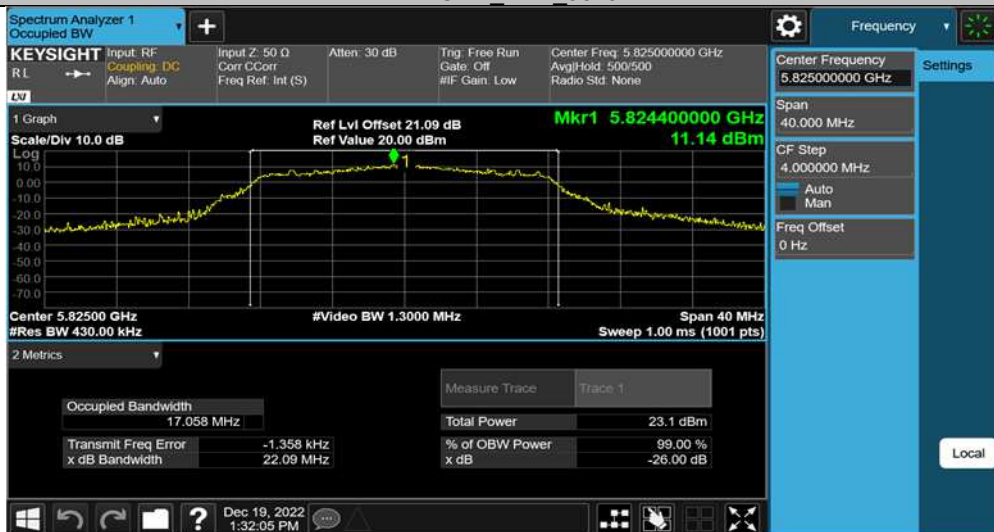 Spectrum Analyzer 1
Occupied BW
Frequency
KEYSIGHT Input: RF Input Z: 50 Ω Atten: 30 dB Trig: Free Run Center Freq: 5.825000000 GHz
RL Coupling: DC Corr CCorr Gate: Off Avg|Hold: 500/500
Align: Auto Freq Ref: Int (S) #IF Gain: Low Radio Std: None
LXI
Center Frequency
5.825000000 GHz
Settings
Span
40.000 MHz
CF Step
4.000000 MHz
Auto
Man
Freq Offset
0 Hz
Local
1 Graph
Scale/Div 10.0 dB
Ref Lvl Offset 21.09 dB
Ref Value 20.00 dBm
Mkr1 5.824400000 GHz
11.14 dBm
Log
10.0
0.00
-10.0
-20.0
-30.0
-40.0
-50.0
-60.0
-70.0
1
Center 5.82500 GHz #Video BW 1.3000 MHz Span 40 MHz
#Res BW 430.00 kHz Sweep 1.00 ms (1001 pts)
2 Metrics
Measure Trace Trace 1
Occupied Bandwidth
17.058 MHz
Total Power 23.1 dBm
Transmit Freq Error -1.358 kHz
% of OBW Power 99.00 %
x dB Bandwidth 22.09 MHz
x dB -26.00 dB
Dec 19, 2022
1:32:05 PM